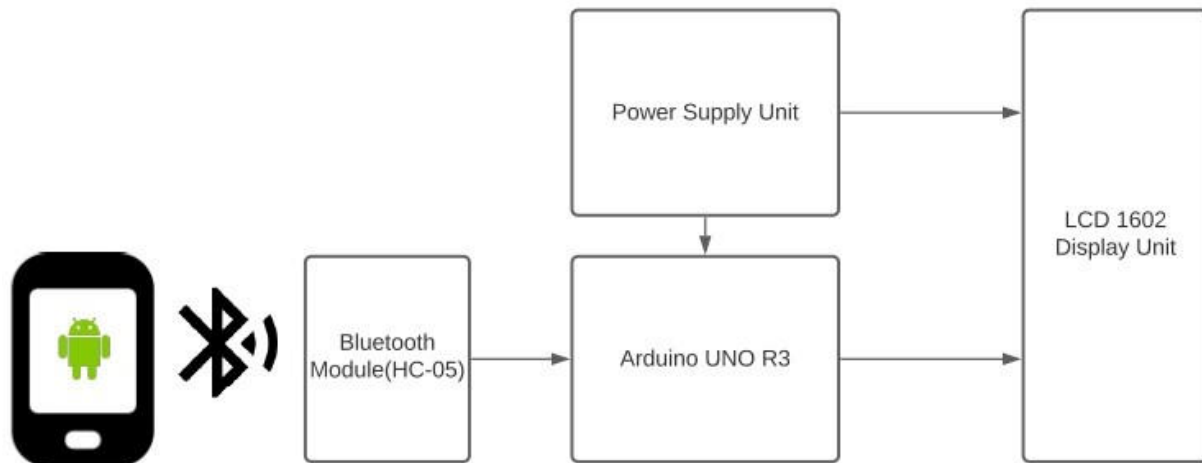 Power Supply Unit
LCD 1602
Display Unit
Bluetooth
Module(HC-05)
Arduino UNO R3